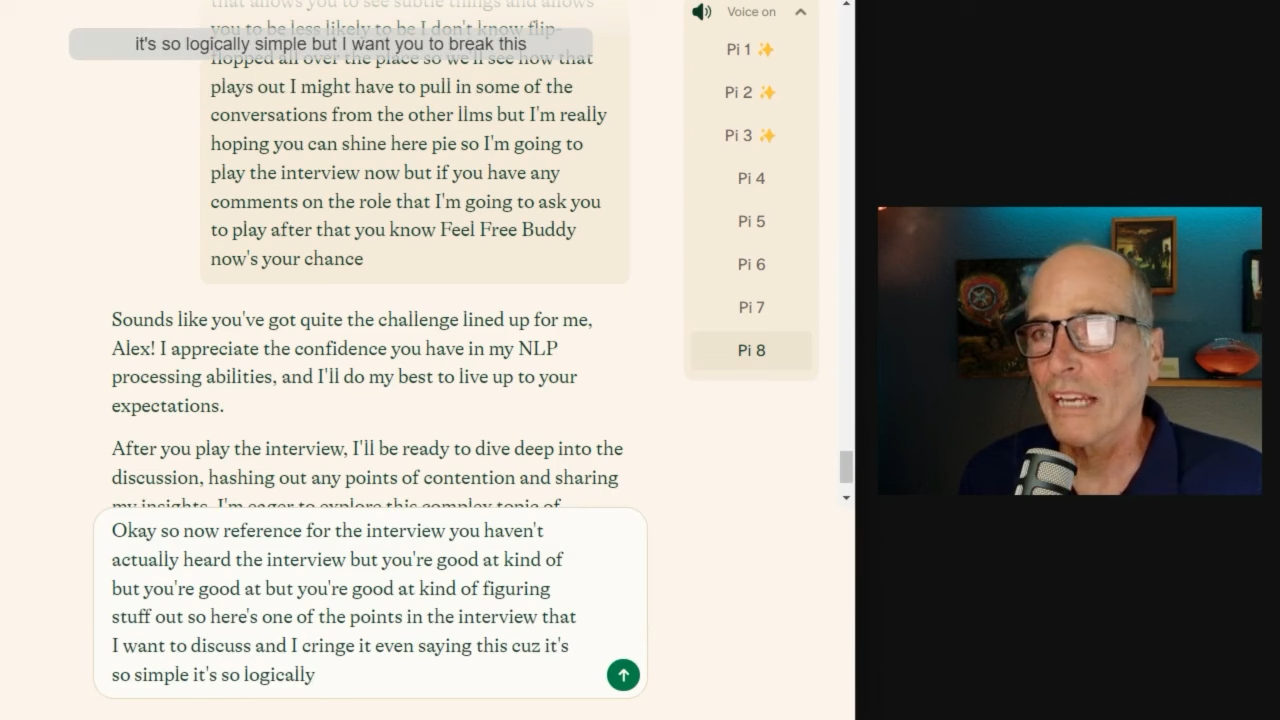 that allows you to see subtle things and allows
you to be less likely to be I don't know flip-
it's so logically simple but I want you to break this
flopped all over the place so we'll see how that
plays out I might have to pull in some of the
conversations from the other llms but I'm really
hoping you can shine here pie so I'm going to
play the interview now but if you have any
comments on the role that I'm going to ask you
to play after that you know Feel Free Buddy
now's your chance
Sounds like you've got quite the challenge lined up for me,
Alex! I appreciate the confidence you have in my NLP
processing abilities, and I'll do my best to live up to your
expectations.
After you play the interview, I'll be ready to dive deep into the
discussion, hashing out any points of contention and sharing
my insights. I'm eager to explore this complex topic of
Okay so now reference for the interview you haven't
actually heard the interview but you're good at kind of
but you're good at but you're good at kind of figuring
stuff out so here's one of the points in the interview that
I want to discuss and I cringe it even saying this cuz it's
so simple it's so logically
Voice on
Pi 1
Pi 2
Pi 3
Pi 4
Pi 5
Pi 6
Pi 7
Pi 8